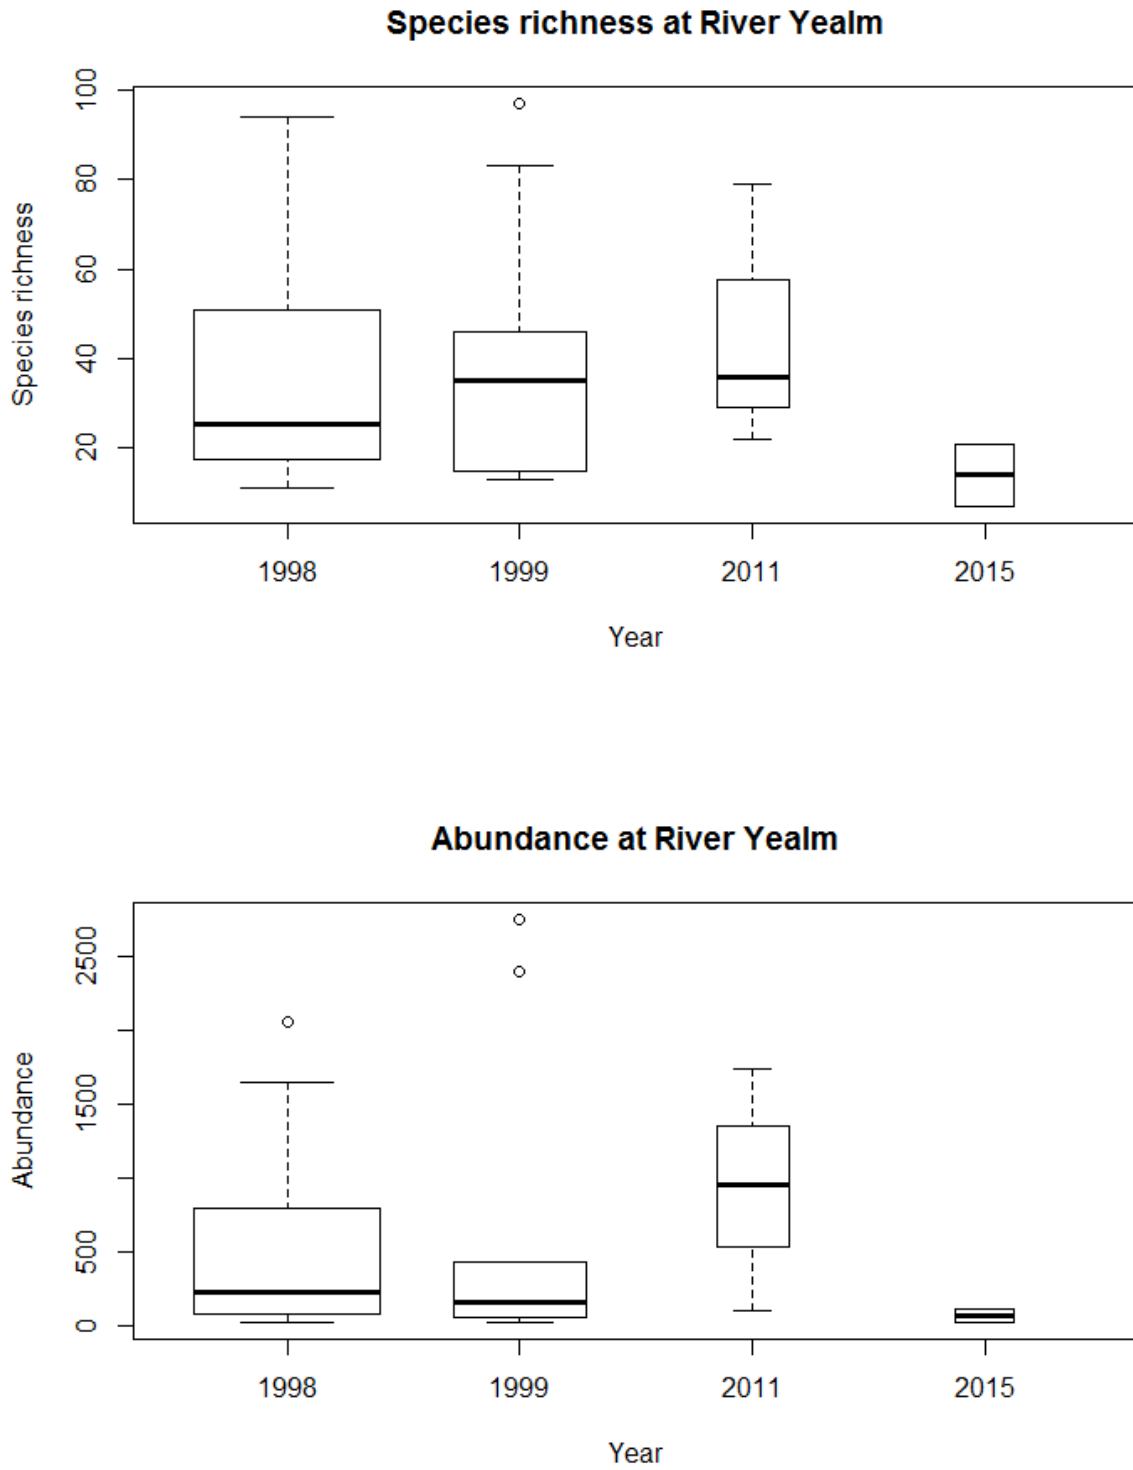 Species richness at River Yealm
Species richness
100
80
60
40
20
1998 1999 2011 2015
Year
Abundance at River Yealm
Abundance
2500
1500
500
0
1998 1999 2011 2015
Year